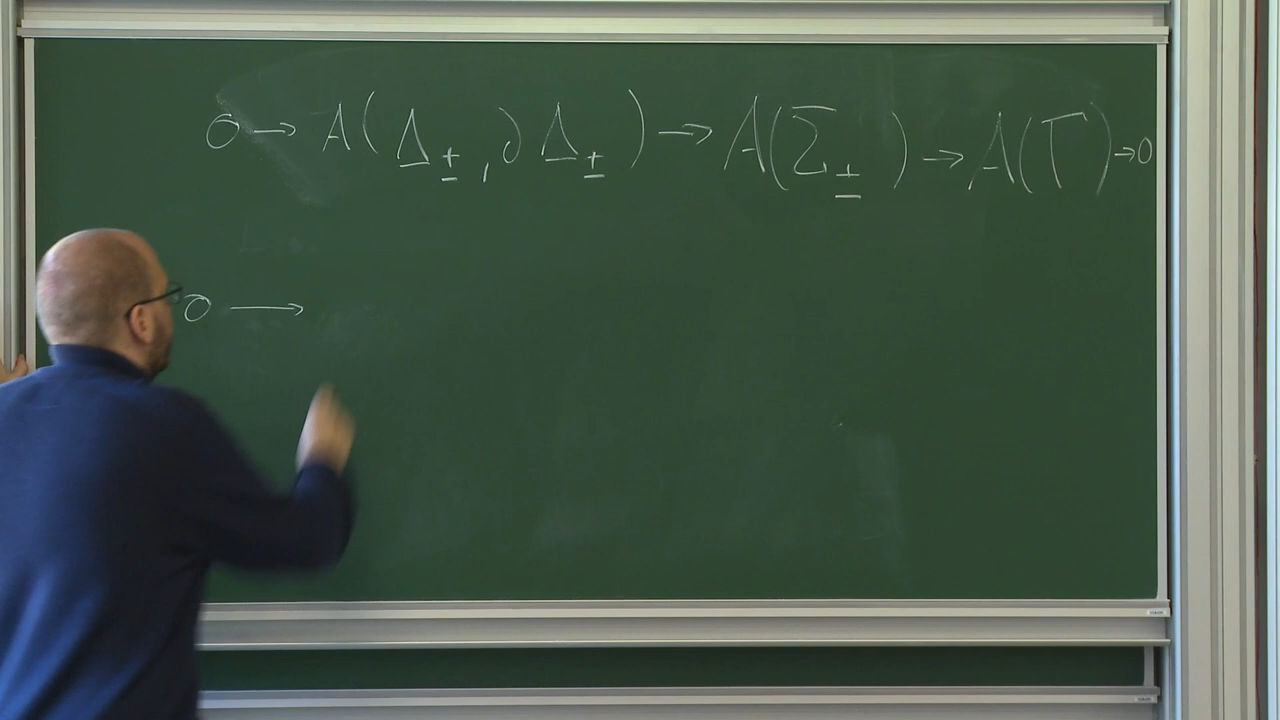 0 → A(Δ±, ∂Δ±) → A(Σ±) → A(Γ) → 0
0 →